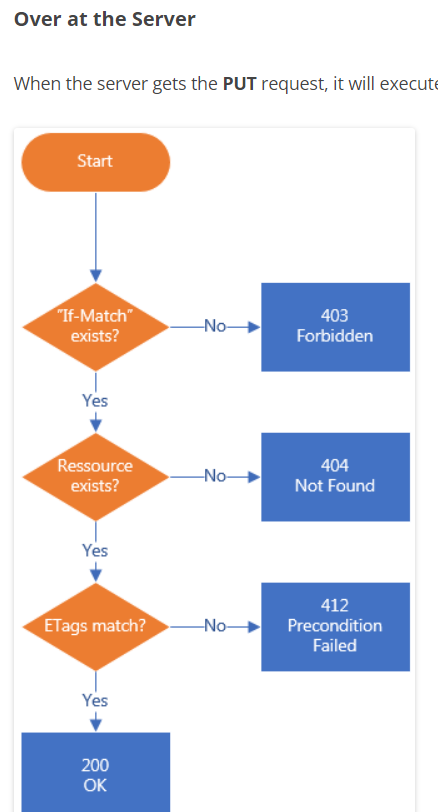 Over at the Server
When the server gets the PUT request, it will execute
Start
"If-Match"
exists?
No
403
Forbidden
Yes
Ressource
exists?
No
404
Not Found
Yes
ETags match?
No
412
Precondition
Failed
Yes
200
OK